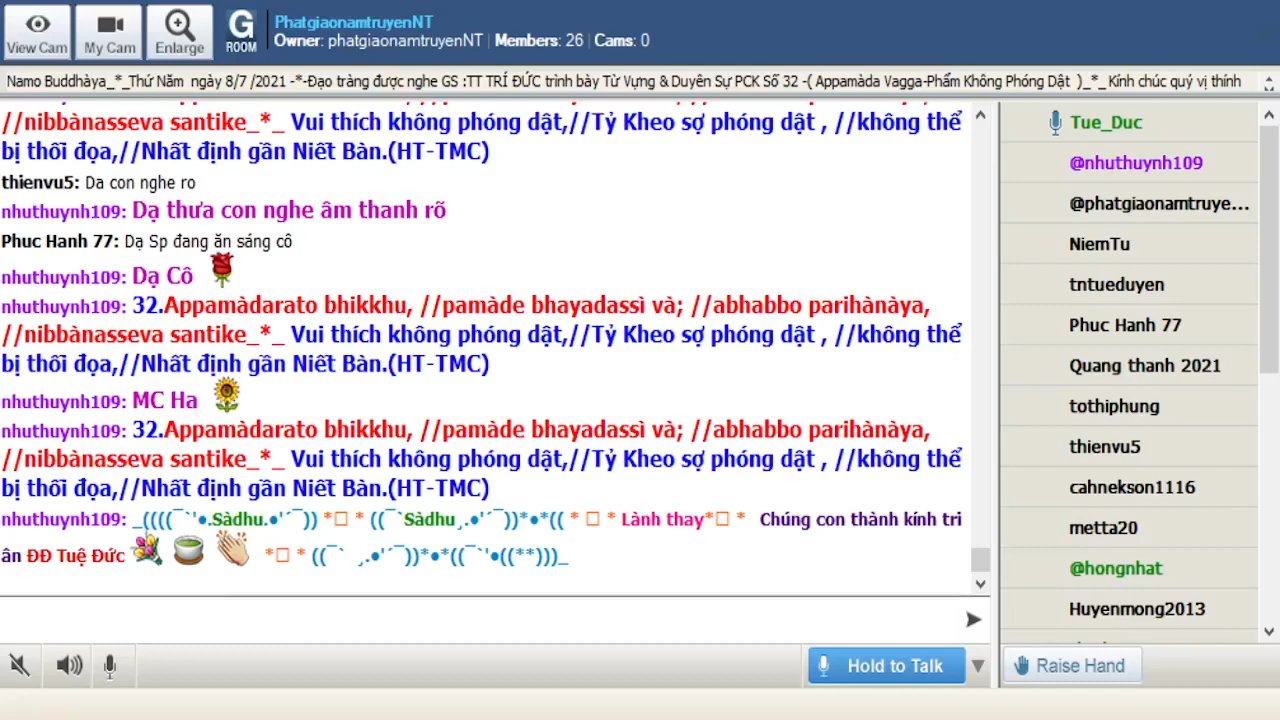 View Cam
My Cam
Enlarge
G
ROOM
PhatgiaonamtruyenNT
Owner: phatgiaonamtruyenNT | Members: 26 | Cams: 0
Namo Buddhàya_*_Thứ Năm ngày 8/7 /2021 -*-Đạo tràng được nghe GS :TT TRÍ ĐỨC trình bày Từ Vựng & Duyên Sự PCK Số 32 -( Appamàda Vagga-Phẩm Không Phóng Dật )_*_ Kính chúc quý vị thính
//nibbànasseva santike_*_ Vui thích không phóng dật,//Tỷ Kheo sợ phóng dật , //không thể
bị thối đọa,//Nhất định gần Niết Bàn.(HT-TMC)
thienvu5: Da con nghe ro
nhuthuynh109: Dạ thưa con nghe âm thanh rõ
Phuc Hanh 77: Dạ Sp đang ăn sáng cô
nhuthuynh109: Dạ Cô
nhuthuynh109: 32.Appamàdarato bhikkhu, //pamàde bhayadassì và; //abhabbo parihànàya,
//nibbànasseva santike_*_ Vui thích không phóng dật,//Tỷ Kheo sợ phóng dật , //không thể
bị thối đọa,//Nhất định gần Niết Bàn.(HT-TMC)
nhuthuynh109: MC Ha
nhuthuynh109: 32.Appamàdarato bhikkhu, //pamàde bhayadassì và; //abhabbo parihànàya,
//nibbànasseva santike_*_ Vui thích không phóng dật,//Tỷ Kheo sợ phóng dật , //không thể
bị thối đọa,//Nhất định gần Niết Bàn.(HT-TMC)
nhuthuynh109: _((((¯`'•.Sàdhu.•'´¯)) *▯ * ((¯`Sàdhu¸.•'´¯))*•*(( * ▯ * Lành thay*▯ * Chúng con thành kính tri
ân ĐĐ Tuệ Đức *▯ * ((¯` ¸.•'´¯))*•*((¯`'•((**)))_
Hold to Talk
Tue_Duc
@nhuthuynh109
@phatgiaonamtruye...
NiemTu
tntueduyen
Phuc Hanh 77
Quang thanh 2021
tothiphung
thienvu5
cahnekson1116
metta20
@hongnhat
Huyenmong2013
Raise Hand